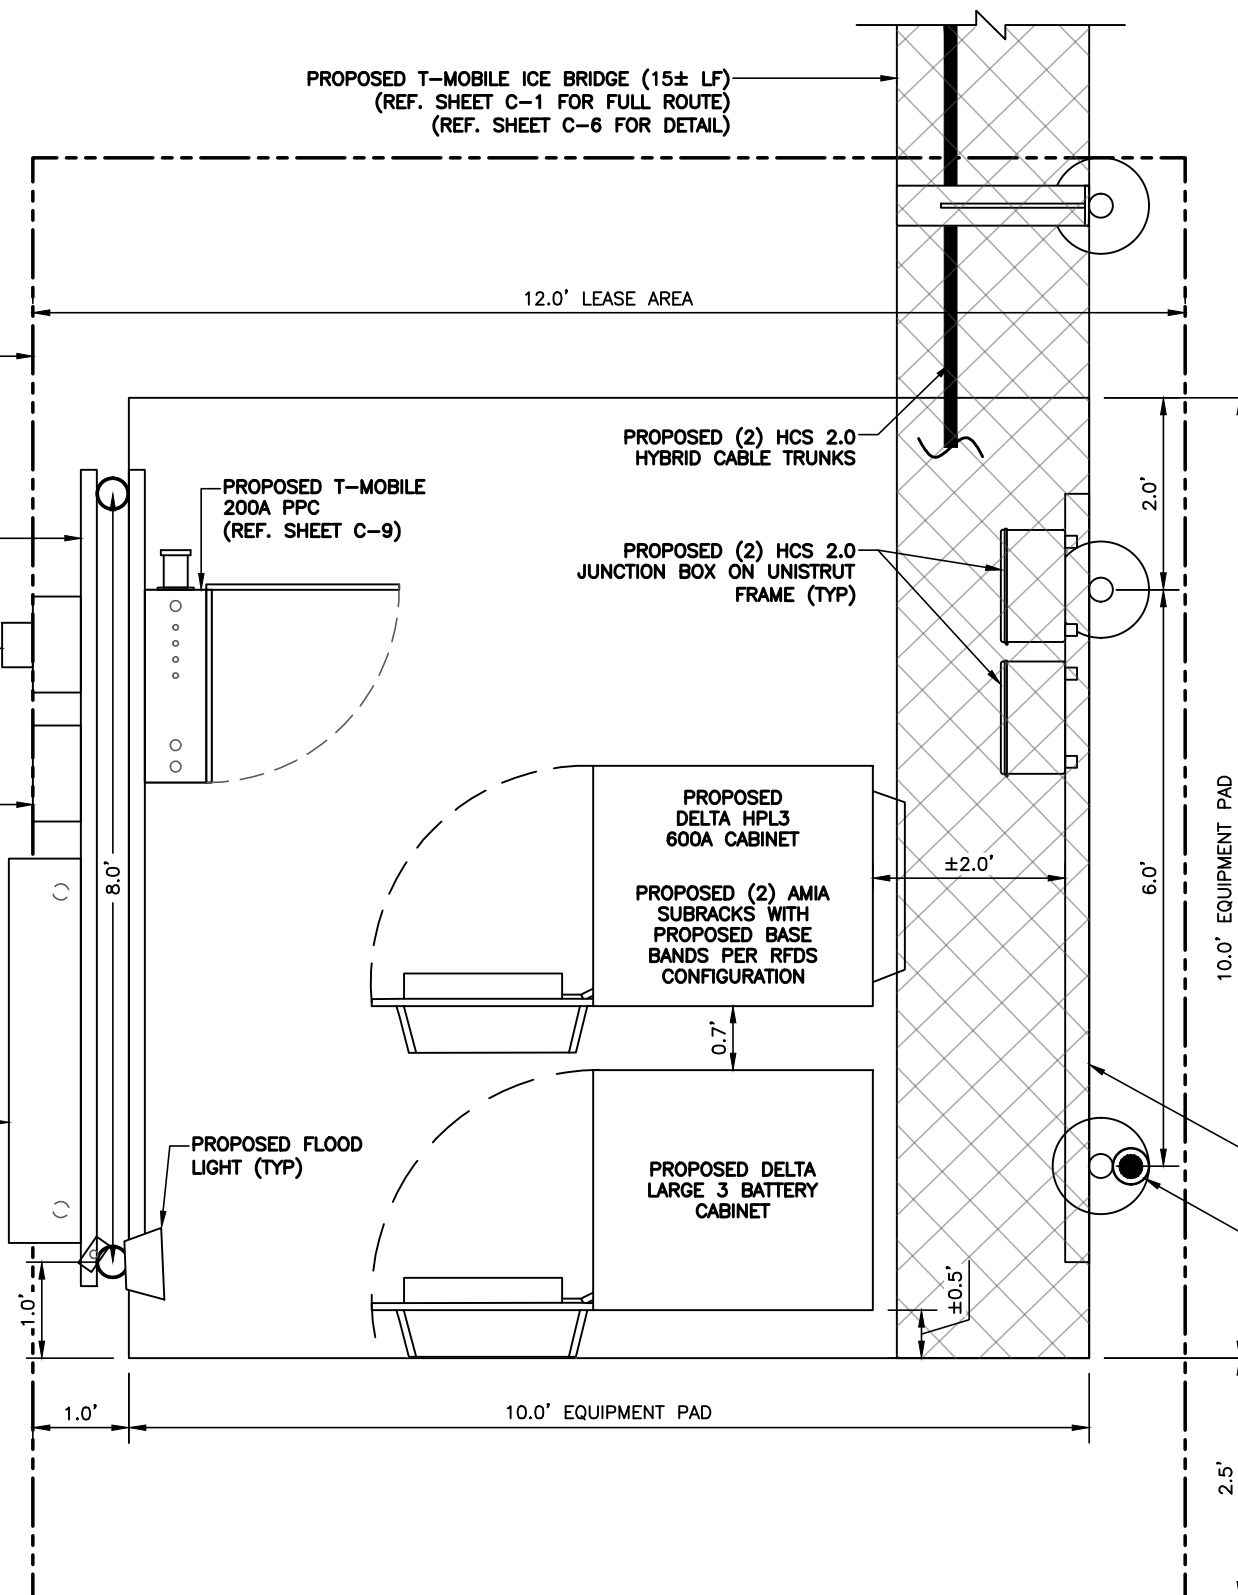 PROPOSED T-MOBILE ICE BRIDGE (15± LF)
(REF. SHEET C-1 FOR FULL ROUTE)
(REF. SHEET C-6 FOR DETAIL)
12.0' LEASE AREA
PROPOSED (2) HCS 2.0
HYBRID CABLE TRUNKS
PROPOSED T-MOBILE
200A PPC
(REF. SHEET C-9)
2.0'
PROPOSED (2) HCS 2.0
JUNCTION BOX ON UNISTRUT
FRAME (TYP)
PROPOSED
DELTA HPL3
600A CABINET
PROPOSED (2) AMIA
SUBRACKS WITH
PROPOSED BASE
BANDS PER RFDS
CONFIGURATION
±2.0'
8.0'
6.0'
10.0' EQUIPMENT PAD
0.7'
PROPOSED FLOOD
LIGHT (TYP)
PROPOSED DELTA
LARGE 3 BATTERY
CABINET
±0.5'
1.0'
1.0'
10.0' EQUIPMENT PAD
2.5'